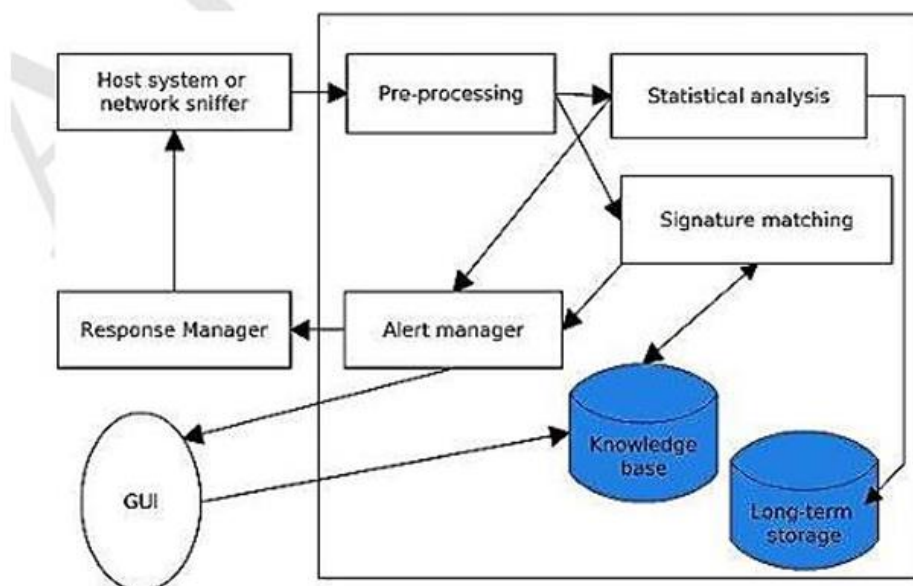 Host system or
network sniffer
Pre-processing
Statistical analysis
Signature matching
Response Manager
Alert manager
Knowledge
base
GUI
Long-term
storage